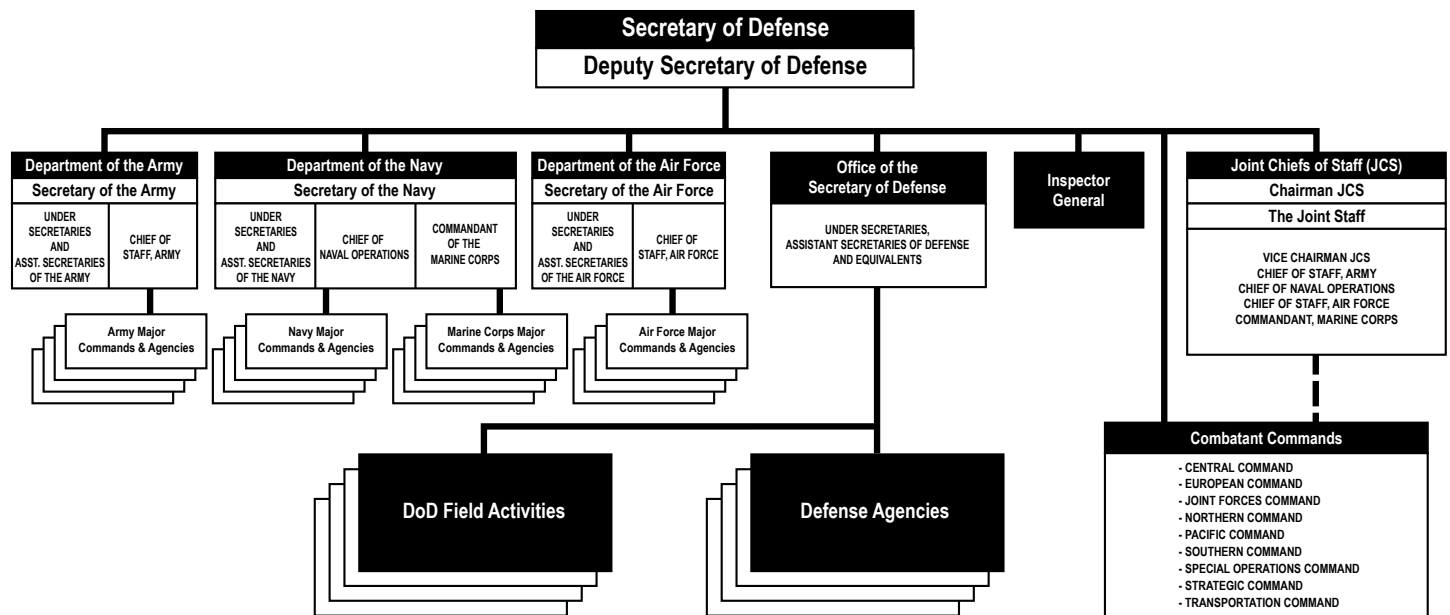 Secretary of Defense
Deputy Secretary of Defense
Department of the Army
Secretary of the Army
UNDER
SECRETARIES
AND
ASST. SECRETARIES
OF THE ARMY
CHIEF OF
STAFF, ARMY
Army Major
Commands & Agencies
Department of the Navy
Secretary of the Navy
UNDER
SECRETARIES
AND
ASST. SECRETARIES
OF THE NAVY
CHIEF OF
NAVAL OPERATIONS
COMMANDANT
OF THE
MARINE CORPS
Navy Major
Commands & Agencies
Marine Corps Major
Commands & Agencies
Department of the Air Force
Secretary of the Air Force
UNDER
SECRETARIES
AND
ASST. SECRETARIES
OF THE AIR FORCE
CHIEF OF
STAFF, AIR FORCE
Air Force Major
Commands & Agencies
Office of the
Secretary of Defense
UNDER SECRETARIES,
ASSISTANT SECRETARIES OF DEFENSE
AND EQUIVALENTS
Inspector
General
Joint Chiefs of Staff (JCS)
Chairman JCS
The Joint Staff
VICE CHAIRMAN JCS
CHIEF OF STAFF, ARMY
CHIEF OF NAVAL OPERATIONS
CHIEF OF STAFF, AIR FORCE
COMMANDANT, MARINE CORPS
DoD Field Activities
Defense Agencies
Combatant Commands
- CENTRAL COMMAND
- EUROPEAN COMMAND
- JOINT FORCES COMMAND
- NORTHERN COMMAND
- PACIFIC COMMAND
- SOUTHERN COMMAND
- SPECIAL OPERATIONS COMMAND
- STRATEGIC COMMAND
- TRANSPORTATION COMMAND